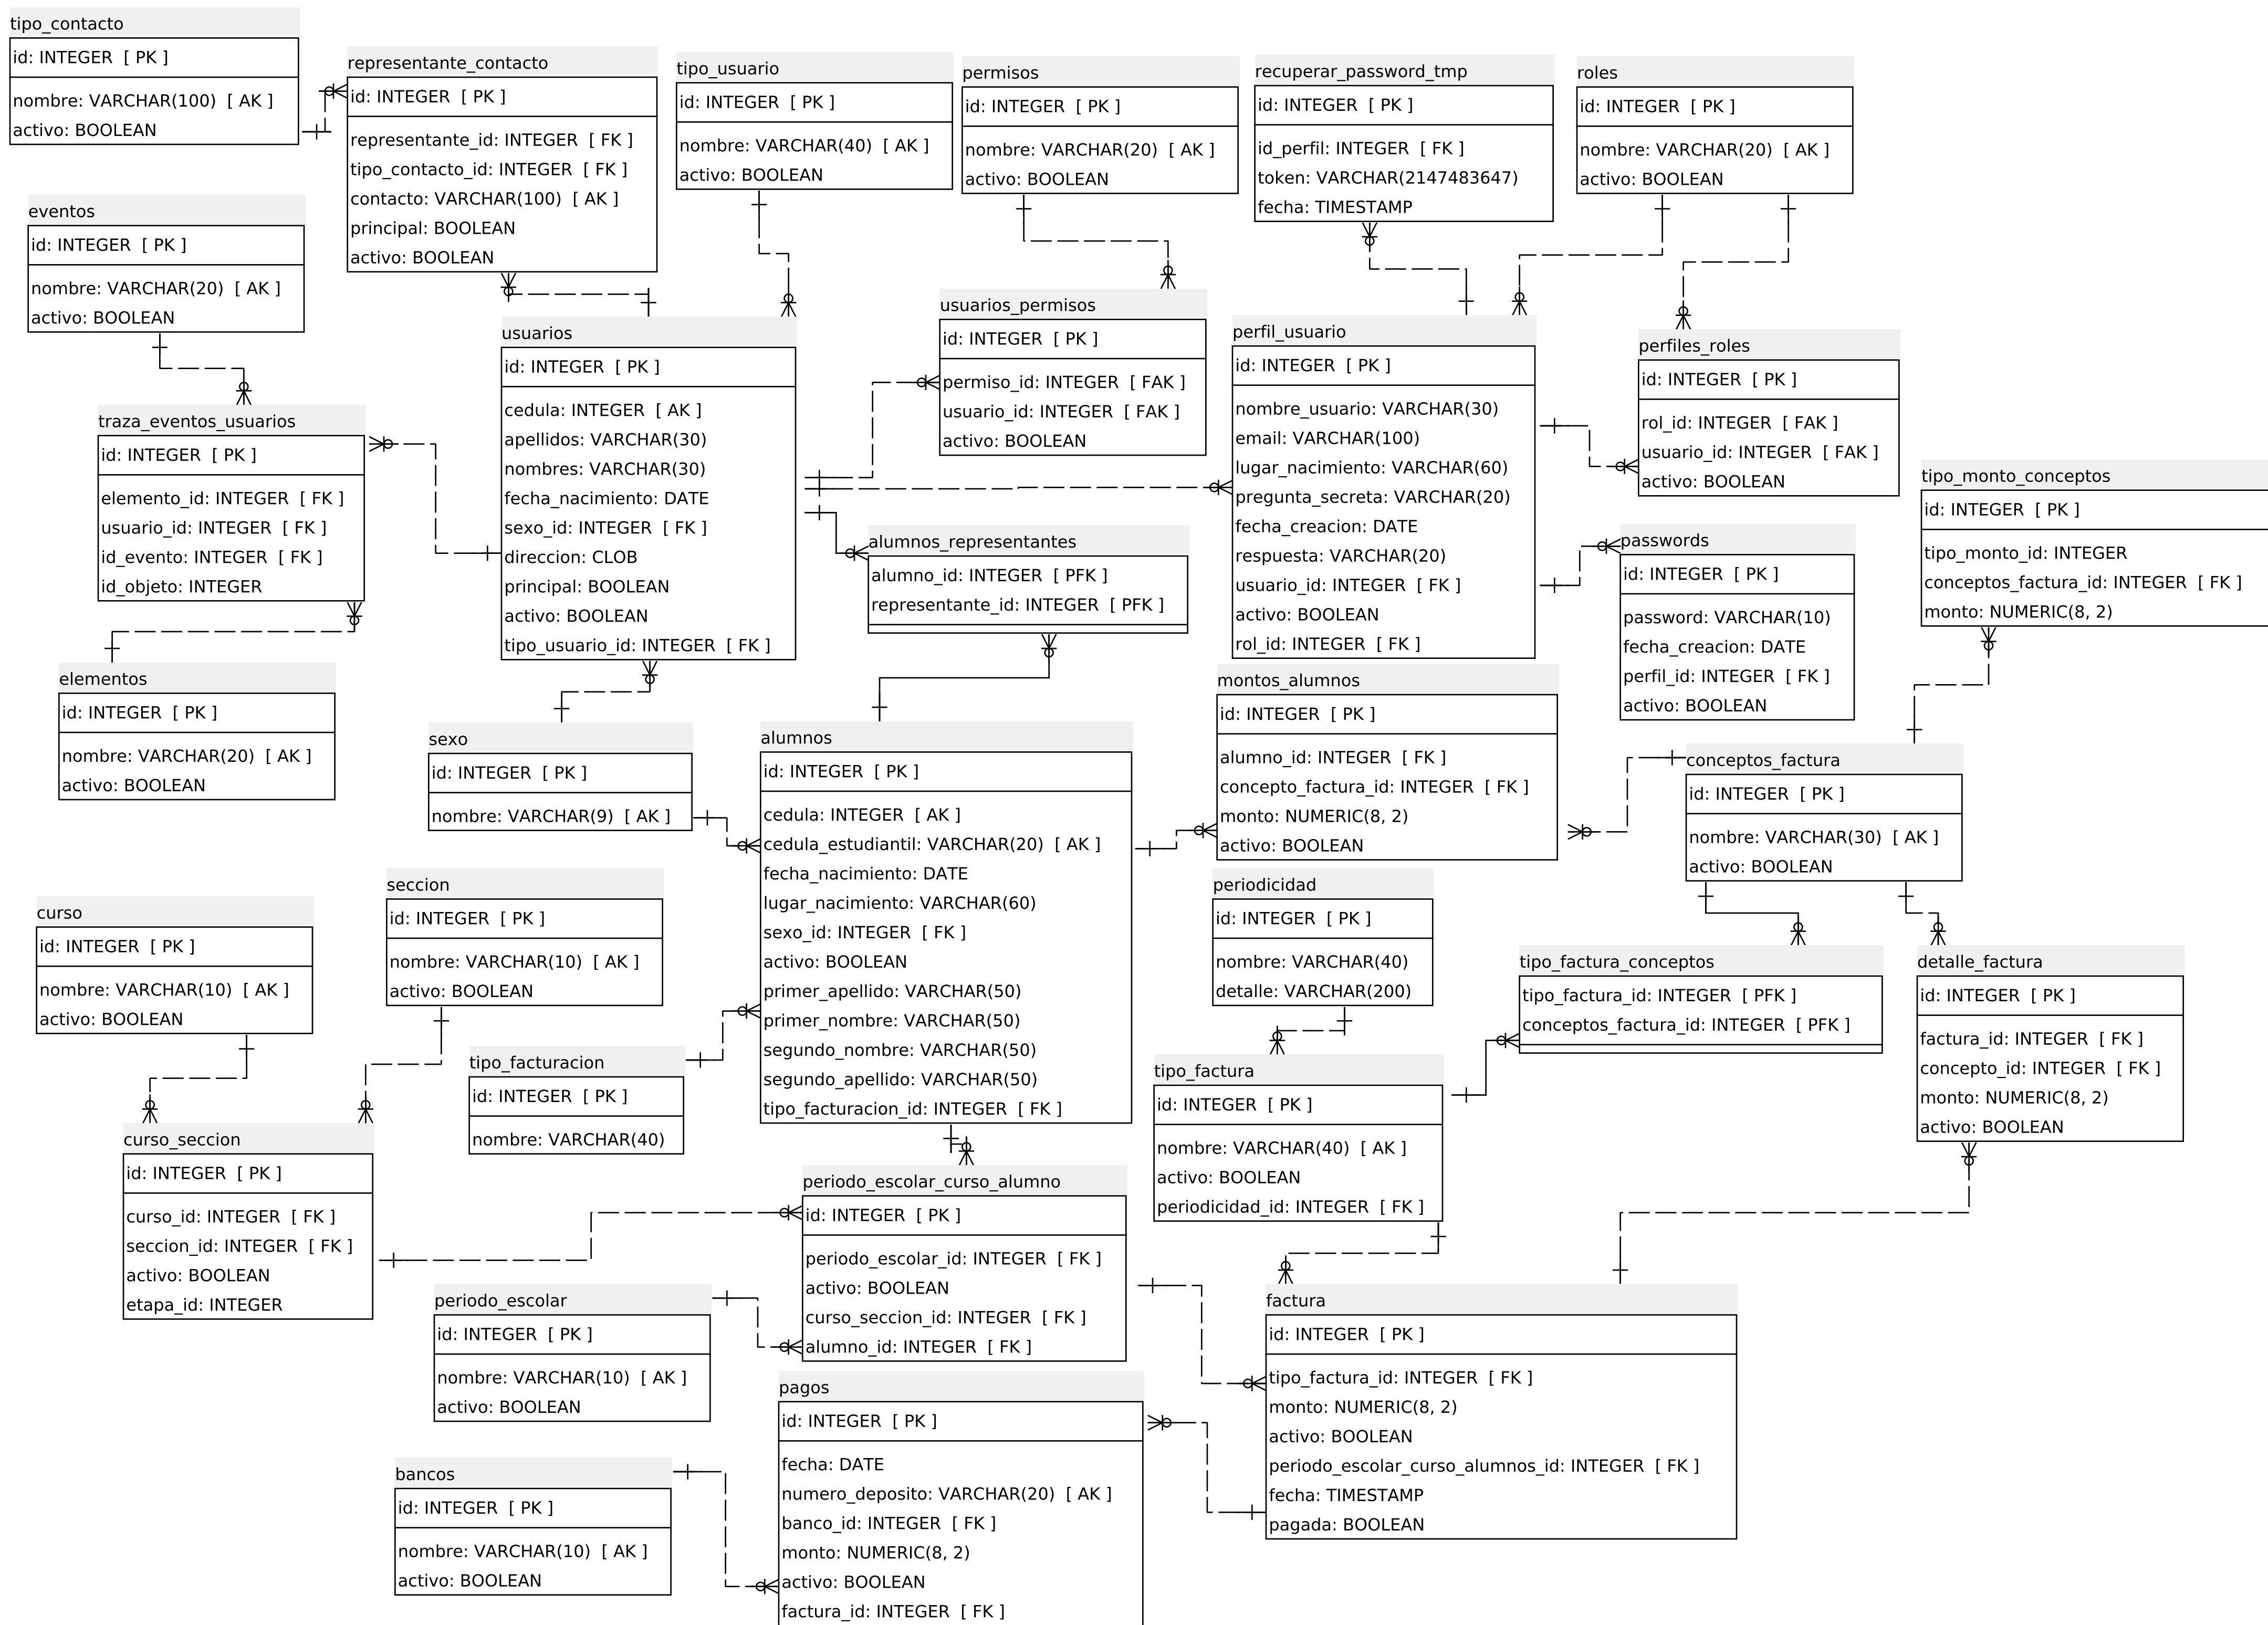 tipo_contacto
id: INTEGER [ PK ]
nombre: VARCHAR(100) [ AK ]
activo: BOOLEAN
representante_contacto
id: INTEGER [ PK ]
representante_id: INTEGER [ FK ]
tipo_contacto_id: INTEGER [ FK ]
contacto: VARCHAR(100) [ AK ]
principal: BOOLEAN
activo: BOOLEAN
tipo_usuario
id: INTEGER [ PK ]
nombre: VARCHAR(40) [ AK ]
activo: BOOLEAN
permisos
id: INTEGER [ PK ]
nombre: VARCHAR(20) [ AK ]
activo: BOOLEAN
recuperar_password_tmp
id: INTEGER [ PK ]
id_perfil: INTEGER [ FK ]
token: VARCHAR(2147483647)
fecha: TIMESTAMP
roles
id: INTEGER [ PK ]
nombre: VARCHAR(20) [ AK ]
activo: BOOLEAN
eventos
id: INTEGER [ PK ]
nombre: VARCHAR(20) [ AK ]
activo: BOOLEAN
usuarios
id: INTEGER [ PK ]
cedula: INTEGER [ AK ]
apellidos: VARCHAR(30)
nombres: VARCHAR(30)
fecha_nacimiento: DATE
sexo_id: INTEGER [ FK ]
direccion: CLOB
principal: BOOLEAN
activo: BOOLEAN
tipo_usuario_id: INTEGER [ FK ]
usuarios_permisos
id: INTEGER [ PK ]
permiso_id: INTEGER [ FAK ]
usuario_id: INTEGER [ FAK ]
activo: BOOLEAN
perfil_usuario
id: INTEGER [ PK ]
nombre_usuario: VARCHAR(30)
email: VARCHAR(100)
lugar_nacimiento: VARCHAR(60)
pregunta_secreta: VARCHAR(20)
fecha_creacion: DATE
respuesta: VARCHAR(20)
usuario_id: INTEGER [ FK ]
activo: BOOLEAN
rol_id: INTEGER [ FK ]
perfiles_roles
id: INTEGER [ PK ]
rol_id: INTEGER [ FAK ]
usuario_id: INTEGER [ FAK ]
activo: BOOLEAN
traza_eventos_usuarios
id: INTEGER [ PK ]
elemento_id: INTEGER [ FK ]
usuario_id: INTEGER [ FK ]
id_evento: INTEGER [ FK ]
id_objeto: INTEGER
tipo_monto_conceptos
id: INTEGER [ PK ]
tipo_monto_id: INTEGER
conceptos_factura_id: INTEGER [ FK ]
monto: NUMERIC(8, 2)
alumnos_representantes
alumno_id: INTEGER [ PFK ]
representante_id: INTEGER [ PFK ]
passwords
id: INTEGER [ PK ]
password: VARCHAR(10)
fecha_creacion: DATE
perfil_id: INTEGER [ FK ]
activo: BOOLEAN
elementos
id: INTEGER [ PK ]
nombre: VARCHAR(20) [ AK ]
activo: BOOLEAN
sexo
id: INTEGER [ PK ]
nombre: VARCHAR(9) [ AK ]
alumnos
id: INTEGER [ PK ]
cedula: INTEGER [ AK ]
cedula_estudiantil: VARCHAR(20) [ AK ]
fecha_nacimiento: DATE
lugar_nacimiento: VARCHAR(60)
sexo_id: INTEGER [ FK ]
activo: BOOLEAN
primer_apellido: VARCHAR(50)
primer_nombre: VARCHAR(50)
segundo_nombre: VARCHAR(50)
segundo_apellido: VARCHAR(50)
tipo_facturacion_id: INTEGER [ FK ]
montos_alumnos
id: INTEGER [ PK ]
alumno_id: INTEGER [ FK ]
concepto_factura_id: INTEGER [ FK ]
monto: NUMERIC(8, 2)
activo: BOOLEAN
conceptos_factura
id: INTEGER [ PK ]
nombre: VARCHAR(30) [ AK ]
activo: BOOLEAN
curso
id: INTEGER [ PK ]
nombre: VARCHAR(10) [ AK ]
activo: BOOLEAN
seccion
id: INTEGER [ PK ]
nombre: VARCHAR(10) [ AK ]
activo: BOOLEAN
periodicidad
id: INTEGER [ PK ]
nombre: VARCHAR(40)
detalle: VARCHAR(200)
tipo_factura_conceptos
tipo_factura_id: INTEGER [ PFK ]
conceptos_factura_id: INTEGER [ PFK ]
detalle_factura
id: INTEGER [ PK ]
factura_id: INTEGER [ FK ]
concepto_id: INTEGER [ FK ]
monto: NUMERIC(8, 2)
activo: BOOLEAN
tipo_facturacion
id: INTEGER [ PK ]
nombre: VARCHAR(40)
tipo_factura
id: INTEGER [ PK ]
nombre: VARCHAR(40) [ AK ]
activo: BOOLEAN
periodicidad_id: INTEGER [ FK ]
curso_seccion
id: INTEGER [ PK ]
curso_id: INTEGER [ FK ]
seccion_id: INTEGER [ FK ]
activo: BOOLEAN
etapa_id: INTEGER
periodo_escolar_curso_alumno
id: INTEGER [ PK ]
periodo_escolar_id: INTEGER [ FK ]
activo: BOOLEAN
curso_seccion_id: INTEGER [ FK ]
alumno_id: INTEGER [ FK ]
periodo_escolar
id: INTEGER [ PK ]
nombre: VARCHAR(10) [ AK ]
activo: BOOLEAN
factura
id: INTEGER [ PK ]
tipo_factura_id: INTEGER [ FK ]
monto: NUMERIC(8, 2)
activo: BOOLEAN
periodo_escolar_curso_alumnos_id: INTEGER [ FK ]
fecha: TIMESTAMP
pagada: BOOLEAN
pagos
id: INTEGER [ PK ]
fecha: DATE
numero_deposito: VARCHAR(20) [ AK ]
banco_id: INTEGER [ FK ]
monto: NUMERIC(8, 2)
activo: BOOLEAN
factura_id: INTEGER [ FK ]
bancos
id: INTEGER [ PK ]
nombre: VARCHAR(10) [ AK ]
activo: BOOLEAN